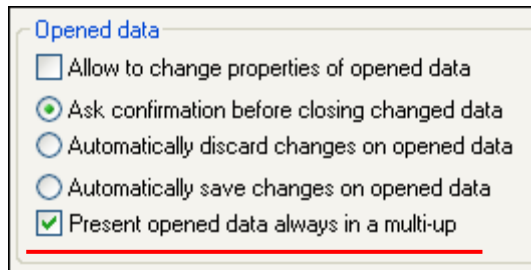 Opened data
Allow to change properties of opened data
Ask confirmation before closing changed data
Automatically discard changes on opened data
Automatically save changes on opened data
Present opened data always in a multi-up